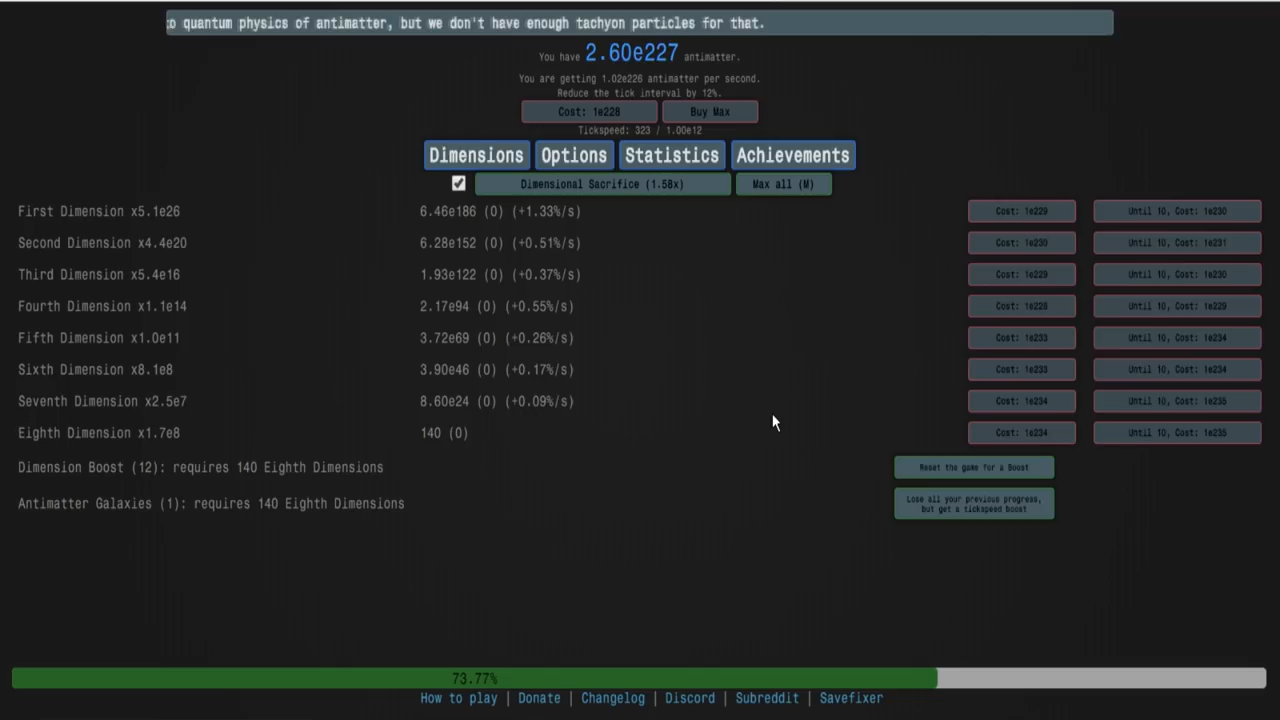 quantum physics of antimatter, but we don't have enough tachyon particles for that.
You have 2.60e227 antimatter.
You are getting 1.02e226 antimatter per second.
Reduce the tick interval by 12%.
Cost: 1e228 Buy Max
Tickspeed: 323 / 1.00e12
Dimensions Options Statistics Achievements
Dimensional Sacrifice (1.58x) Max all (M)
First Dimension x5.1e26 6.46e186 (0) (+1.33%/s) Cost: 1e229 Until 10, Cost: 1e230
Second Dimension x4.4e20 6.28e152 (0) (+0.51%/s) Cost: 1e230 Until 10, Cost: 1e231
Third Dimension x5.4e16 1.93e122 (0) (+0.37%/s) Cost: 1e229 Until 10, Cost: 1e230
Fourth Dimension x1.1e14 2.17e94 (0) (+0.55%/s) Cost: 1e228 Until 10, Cost: 1e229
Fifth Dimension x1.0e11 3.72e69 (0) (+0.26%/s) Cost: 1e233 Until 10, Cost: 1e234
Sixth Dimension x8.1e8 3.90e46 (0) (+0.17%/s) Cost: 1e233 Until 10, Cost: 1e234
Seventh Dimension x2.5e7 8.60e24 (0) (+0.09%/s) Cost: 1e234 Until 10, Cost: 1e235
Eighth Dimension x1.7e8 140 (0) Cost: 1e234 Until 10, Cost: 1e235
Dimension Boost (12): requires 140 Eighth Dimensions Reset the game for a Boost
Antimatter Galaxies (1): requires 140 Eighth Dimensions Lose all your previous progress,
but get a tickspeed boost
73.77%
How to play | Donate | Changelog | Discord | Subreddit | Savefixer